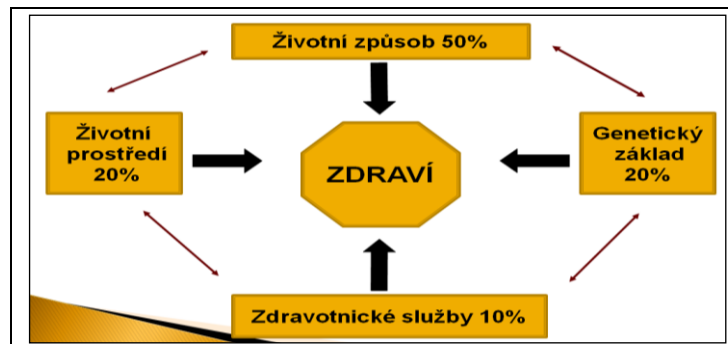 Životní způsob 50%
Životní
prostředí
20%
ZDRAVÍ
Genetický
základ
20%
Zdravotnické služby 10%